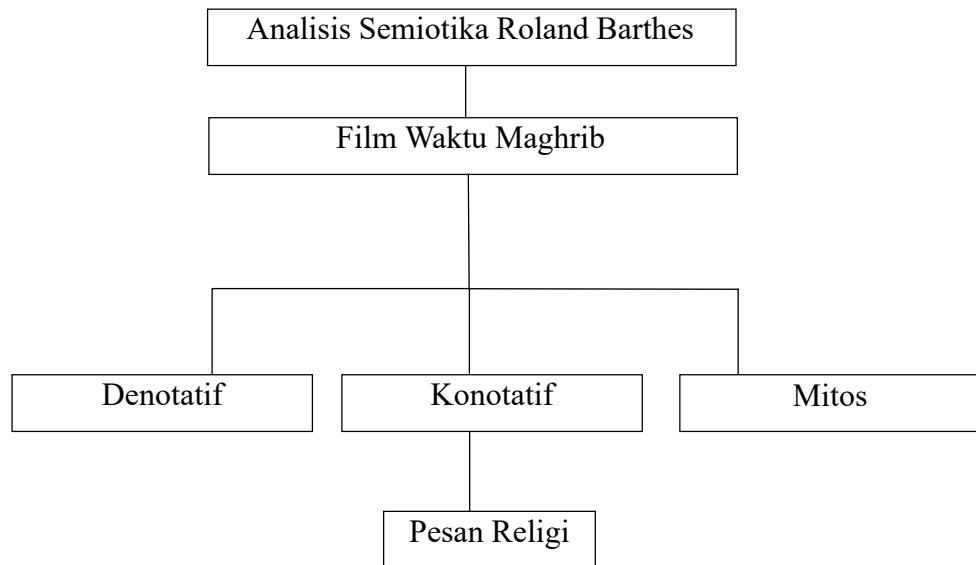 Analisis Semiotika Roland Barthes
Film Waktu Maghrib
Denotatif
Konotatif
Mitos
Pesan Religi